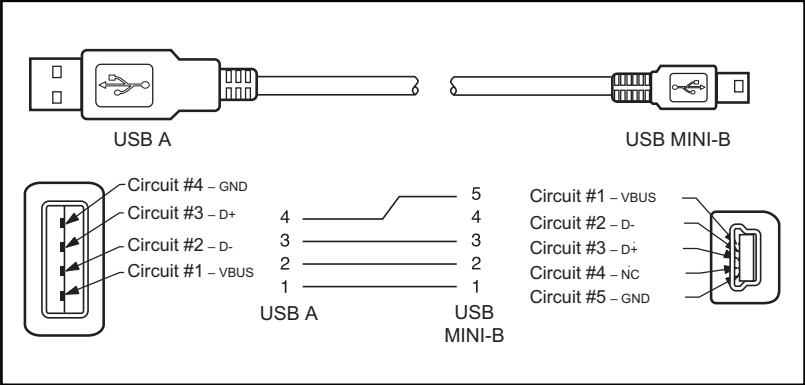 USB A
USB MINI-B
Circuit #4 – GND
Circuit #3 – D+
Circuit #2 – D-
Circuit #1 – VBUS
4
3
2
1
USB A
5
4
3
2
1
USB
MINI-B
Circuit #1 – VBUS
Circuit #2 – D-
Circuit #3 – D+
Circuit #4 – NC
Circuit #5 – GND